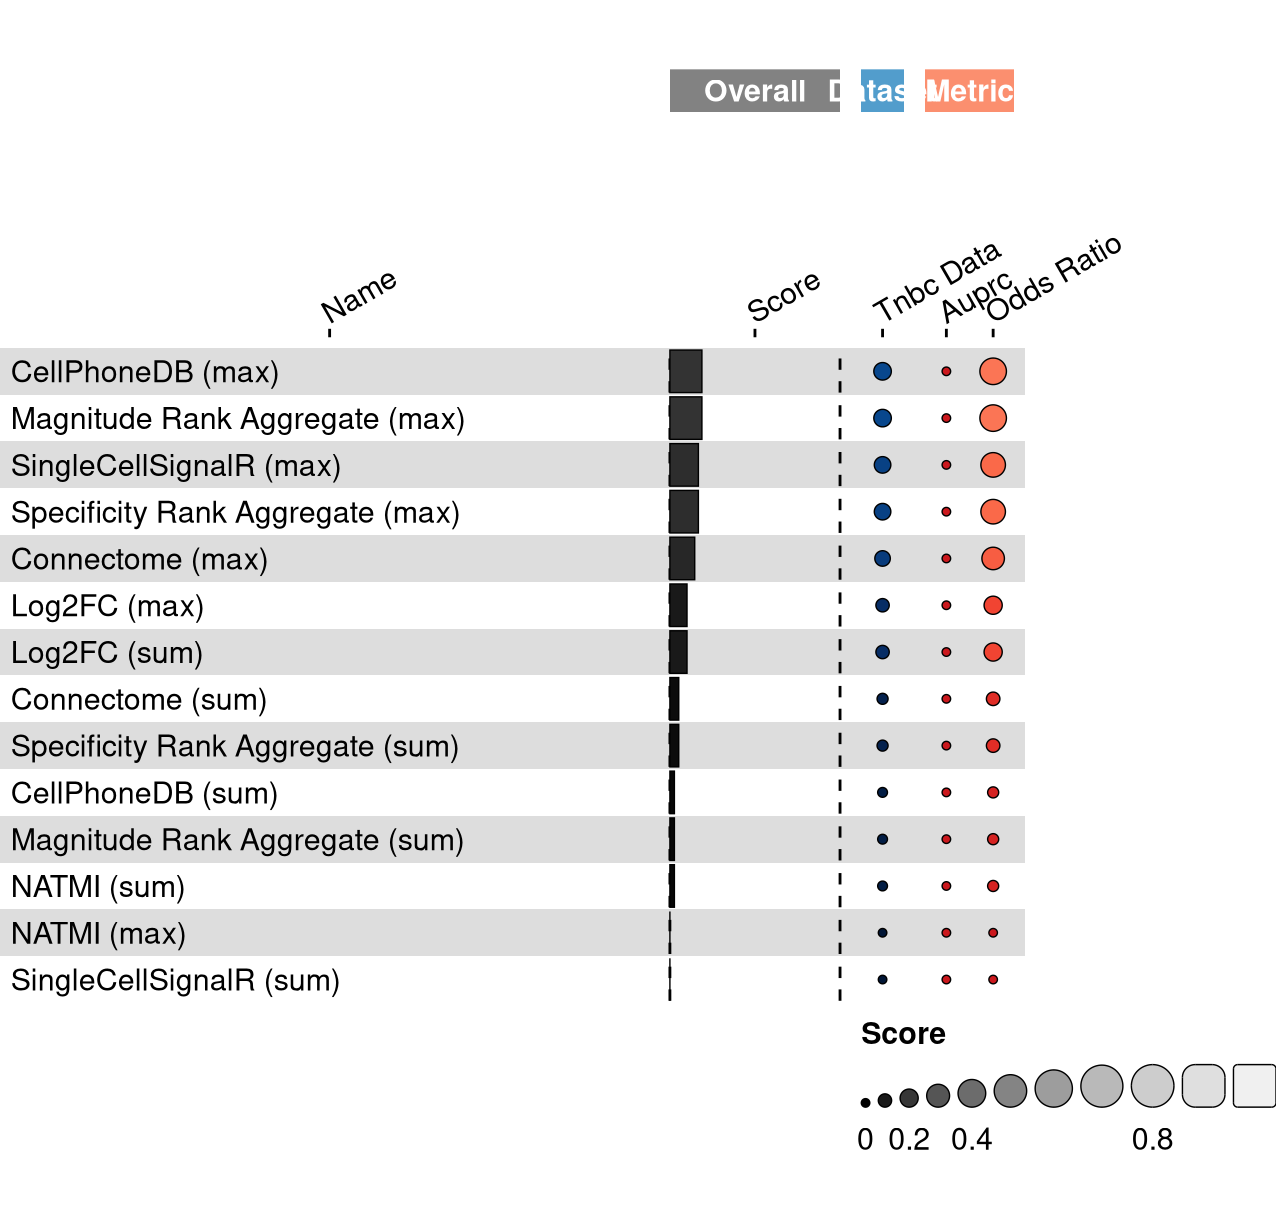 Overall Dataset Metric
Name Score Tnbc Data Auprc Odds Ratio
CellPhoneDB (max)
Magnitude Rank Aggregate (max)
SingleCellSignalR (max)
Specificity Rank Aggregate (max)
Connectome (max)
Log2FC (max)
Log2FC (sum)
Connectome (sum)
Specificity Rank Aggregate (sum)
CellPhoneDB (sum)
Magnitude Rank Aggregate (sum)
NATMI (sum)
NATMI (max)
SingleCellSignalR (sum)
Score
0 0.2 0.4 0.8